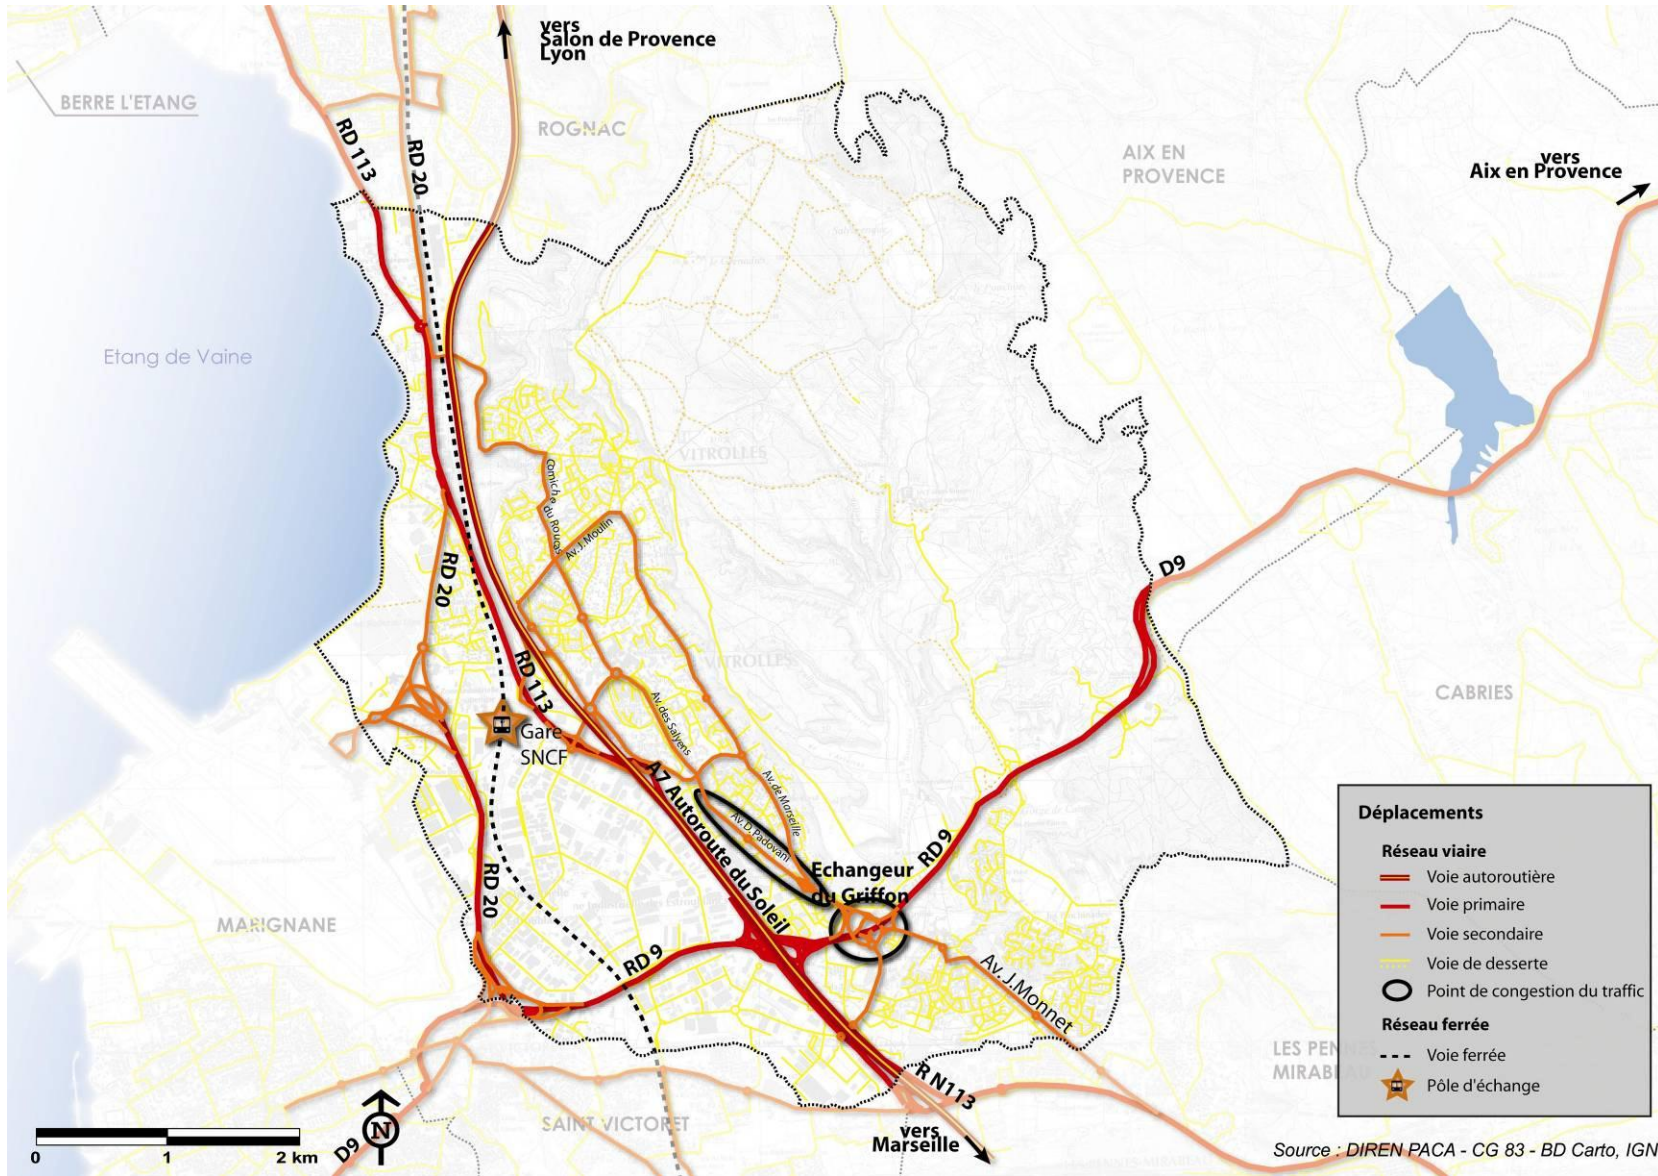 vers
Salon de Provence
Lyon
BERRE L'ETANG
ROGNAC
RD 113
RD 20
AIX EN
PROVENCE
vers
Aix en Provence
Etang de Vaine
VITROLLES
Corniche du Rouras
Av. J. Moulin
RD 20
D9
VITROLLES
RD 113
Av. des Salyens
CABRIES
Gare
SNCF
A7 Autoroute du Soleil
Av. de Marseille
Av. D. Padovani
RD 9
Echangeur
du Griffon
RD 20
MARIGNANE
RD 9
Av. J. Monnet
LES PENNES
MIRABEAU
R N113
SAINT VICTORET
vers
Marseille
D9
N
0 1 2 km
Déplacements
Réseau viaire
Voie autoroutière
Voie primaire
Voie secondaire
Voie de desserte
Point de congestion du traffic
Réseau ferrée
Voie ferrée
Pôle d'échange
Source : DIREN PACA - CG 83 - BD Carto, IGN